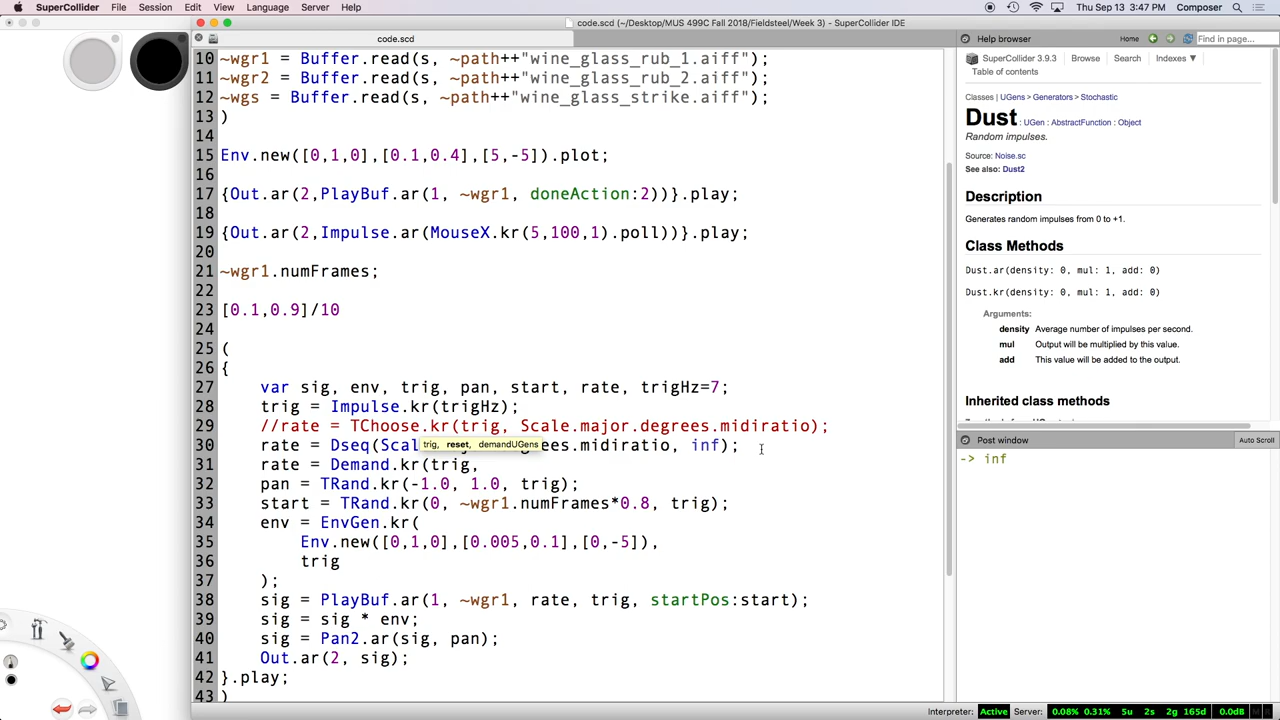 SuperCollider File Session Edit View Language Server Help Thu Sep 13 3:47 PM Composer
code.scd (~/Desktop/MUS 499C Fall 2018/Fieldsteel/Week 3) - SuperCollider IDE
code.scd
10 ~wgr1 = Buffer.read(s, ~path++"wine_glass_rub_1.aiff");
11 ~wgr2 = Buffer.read(s, ~path++"wine_glass_rub_2.aiff");
12 ~wgs = Buffer.read(s, ~path++"wine_glass_strike.aiff");
13 )
14
15 Env.new([0,1,0],[0.1,0.4],[5,-5]).plot;
16
17 {Out.ar(2,PlayBuf.ar(1, ~wgr1, doneAction:2))}.play;
18
19 {Out.ar(2,Impulse.ar(MouseX.kr(5,100,1).poll))}.play;
20
21 ~wgr1.numFrames;
22
23 [0.1,0.9]/10
24
25 (
26 {
27 var sig, env, trig, pan, start, rate, trigHz=7;
28 trig = Impulse.kr(trigHz);
29 //rate = TChoose.kr(trig, Scale.major.degrees.midiratio);
30 rate = Dseq(Scal trig, reset, demandUGens ees.midiratio, inf);
31 rate = Demand.kr(trig,
32 pan = TRand.kr(-1.0, 1.0, trig);
33 start = TRand.kr(0, ~wgr1.numFrames*0.8, trig);
34 env = EnvGen.kr(
35 Env.new([0,1,0],[0.005,0.1],[0,-5]),
36 trig
37 );
38 sig = PlayBuf.ar(1, ~wgr1, rate, trig, startPos:start);
39 sig = sig * env;
40 sig = Pan2.ar(sig, pan);
41 Out.ar(2, sig);
42 }.play;
43 )
Help browser Home Find in page...
SuperCollider 3.9.3 Browse Search Indexes ▼
Table of contents
Classes | UGens > Generators > Stochastic
Dust : UGen : AbstractFunction : Object
Random impulses.
Source: Noise.sc
See also: Dust2
Description
Generates random impulses from 0 to +1.
Class Methods
Dust.ar(density: 0, mul: 1, add: 0)
Dust.kr(density: 0, mul: 1, add: 0)
Arguments:
density Average number of impulses per second.
mul Output will be multiplied by this value.
add This value will be added to the output.
Inherited class methods
Post window Auto Scroll
-> inf
Interpreter: Active Server: 0.08% 0.31% 5u 2s 2g 165d 0.0dB